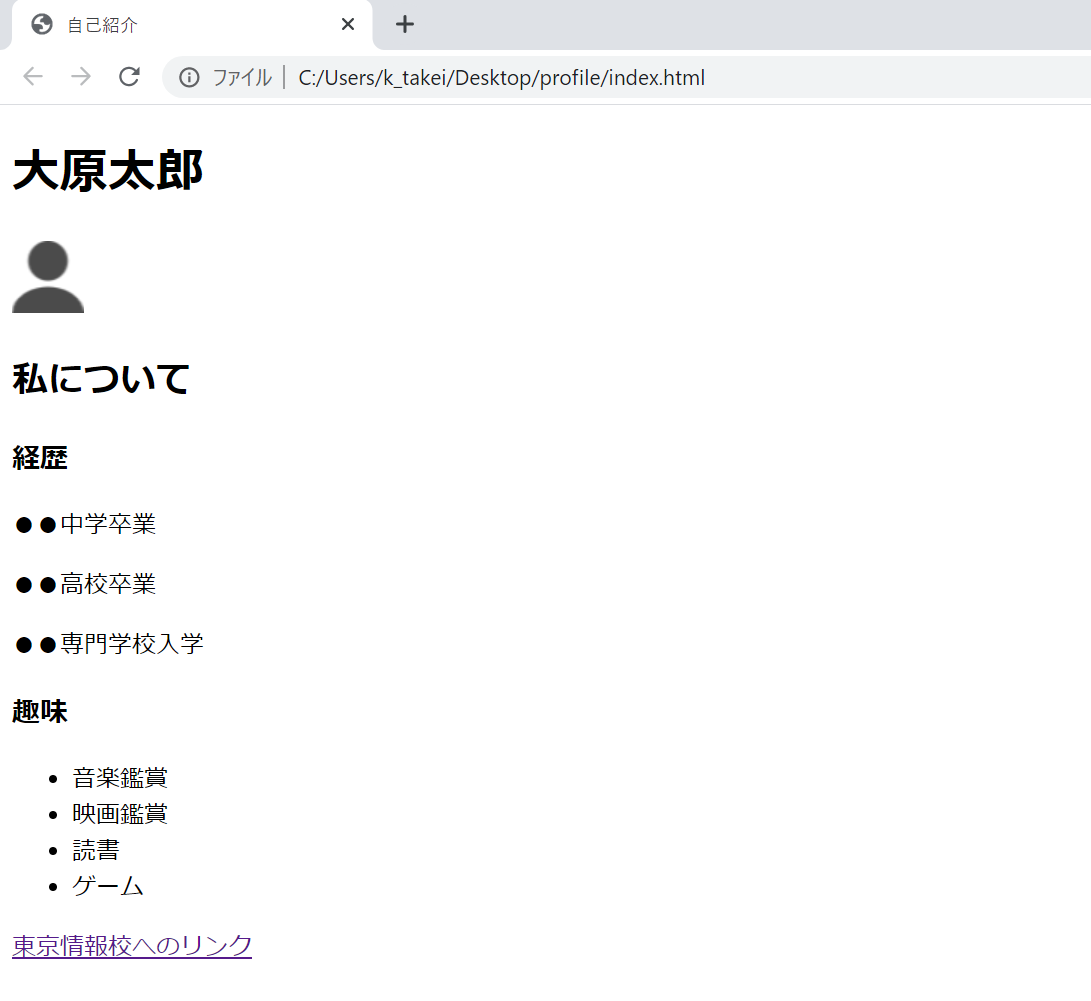 自己紹介
ファイル | C:/Users/k_takei/Desktop/profile/index.html
大原太郎
私について
経歴
●●中学卒業
●●高校卒業
●●専門学校入学
趣味
• 音楽鑑賞
• 映画鑑賞
• 読書
• ゲーム
東京情報校へのリンク